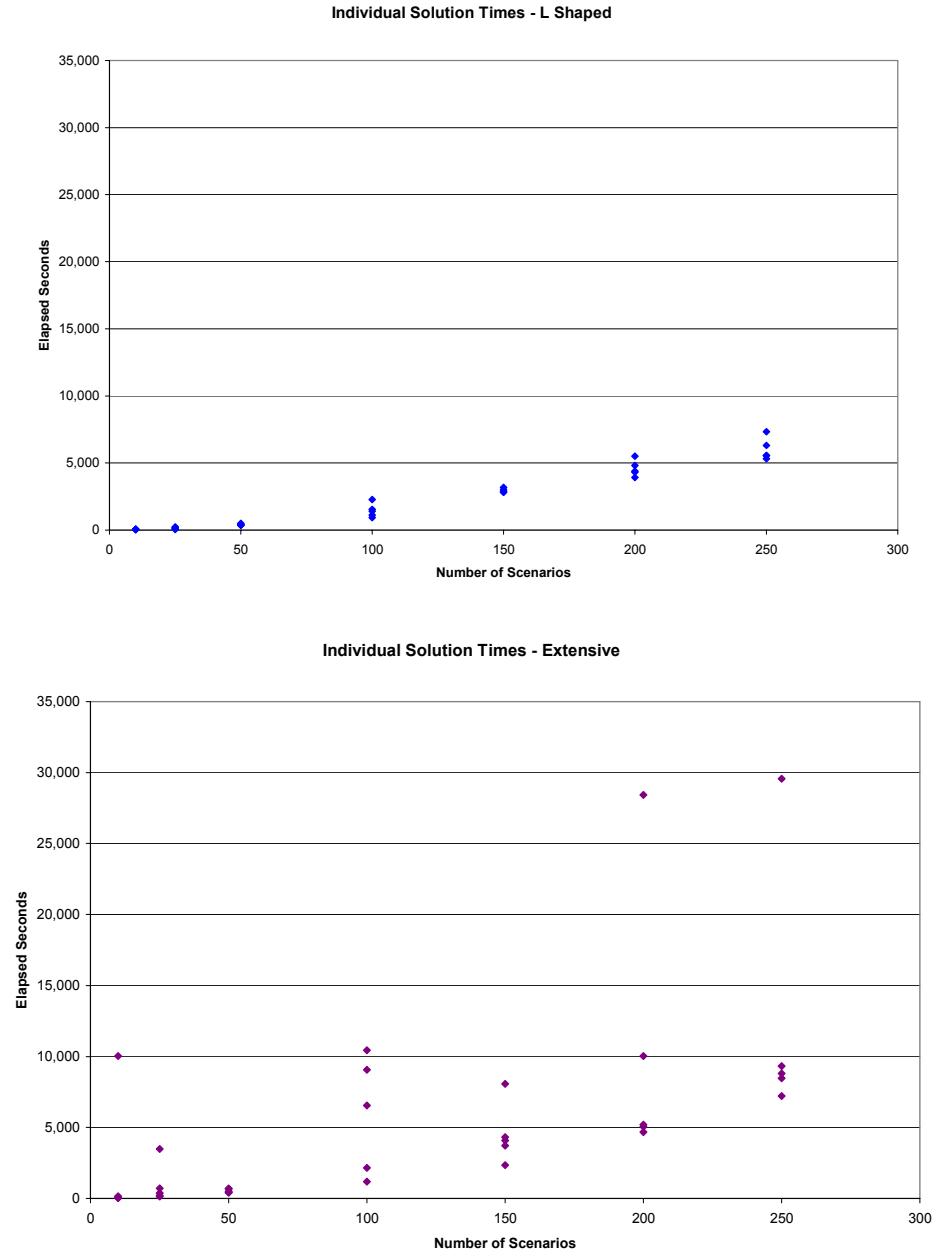 Individual Solution Times - L Shaped
35,000
30,000
25,000
20,000
15,000
10,000
5,000
0
Elapsed Seconds
0 50 100 150 200 250 300
Number of Scenarios
Individual Solution Times - Extensive
35,000
30,000
25,000
20,000
15,000
10,000
5,000
0
Elapsed Seconds
0 50 100 150 200 250 300
Number of Scenarios